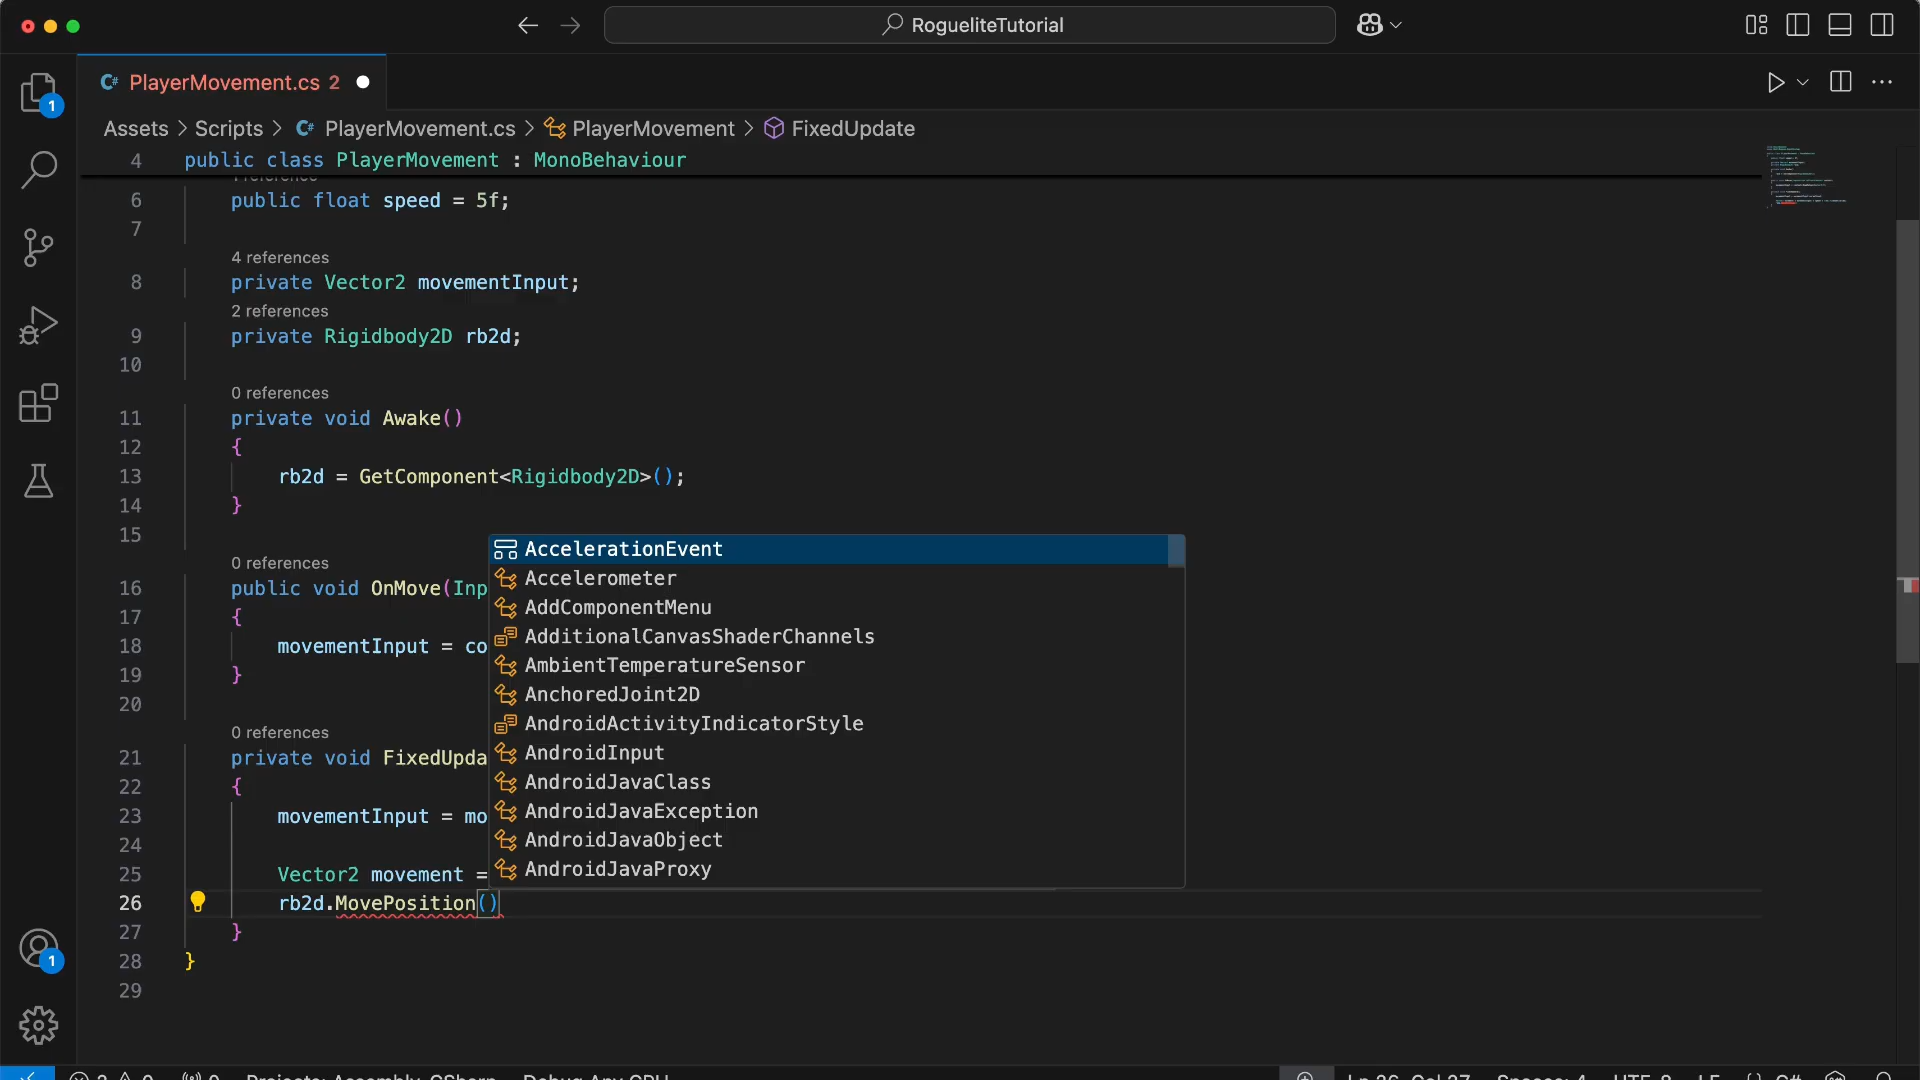 RogueliteTutorial
PlayerMovement.cs 2
1
Assets > Scripts > PlayerMovement.cs > PlayerMovement > FixedUpdate
4 public class PlayerMovement : MonoBehaviour
6 public float speed = 5f;
7
4 references
8 private Vector2 movementInput;
2 references
9 private Rigidbody2D rb2d;
10
0 references
11 private void Awake()
12 {
13 rb2d = GetComponent<Rigidbody2D>();
14 }
15
0 references
16 public void OnMove(Inp
17 {
18 movementInput = co
19 }
20
0 references
21 private void FixedUpda
22 {
23 movementInput = mo
24
25 Vector2 movement =
26 rb2d.MovePosition()
27 }
28 }
29
AccelerationEvent
Accelerometer
AddComponentMenu
AdditionalCanvasShaderChannels
AmbientTemperatureSensor
AnchoredJoint2D
AndroidActivityIndicatorStyle
AndroidInput
AndroidJavaClass
AndroidJavaException
AndroidJavaObject
AndroidJavaProxy
1